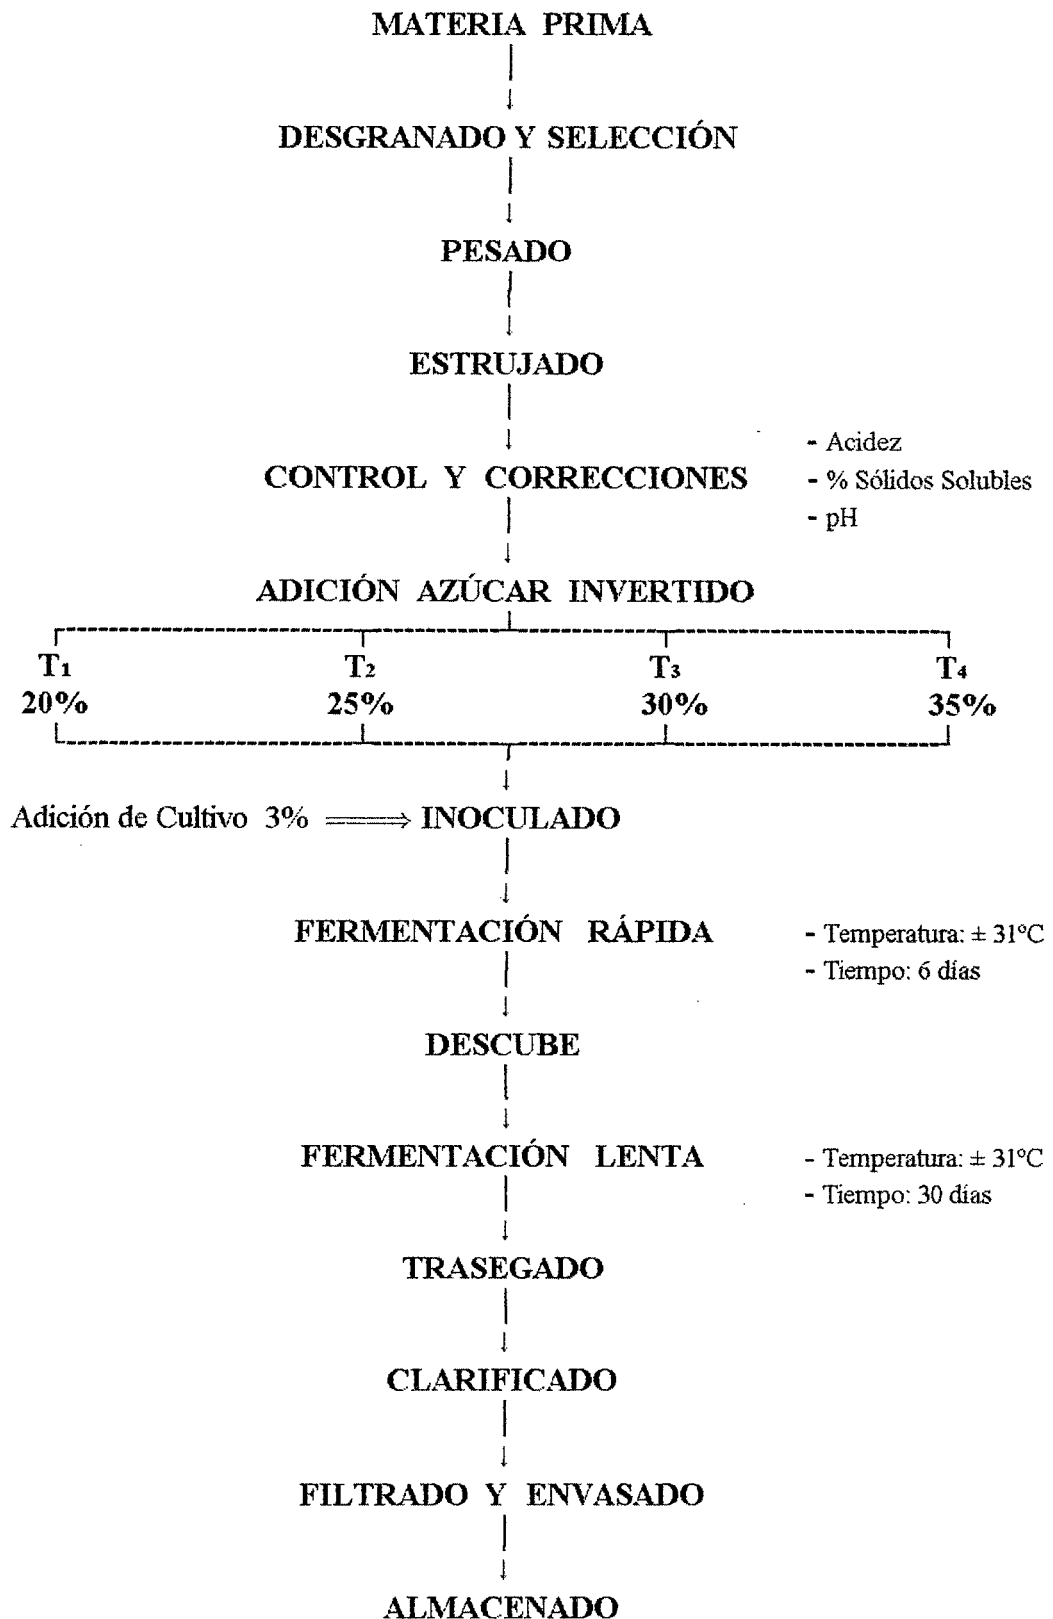 MATERIA PRIMA
DESGRANADO Y SELECCIÓN
PESADO
ESTRUJADO
- Acidez
CONTROL Y CORRECCIONES - % Sólidos Solubles
- pH
ADICIÓN AZÚCAR INVERTIDO
T1 T2 T3 T4
20% 25% 30% 35%
Adición de Cultivo 3% ⟹ INOCULADO
FERMENTACIÓN RÁPIDA - Temperatura: ± 31ºC
- Tiempo: 6 días
DESCUBE
FERMENTACIÓN LENTA - Temperatura: ± 31ºC
- Tiempo: 30 días
TRASEGADO
CLARIFICADO
FILTRADO Y ENVASADO
ALMACENADO